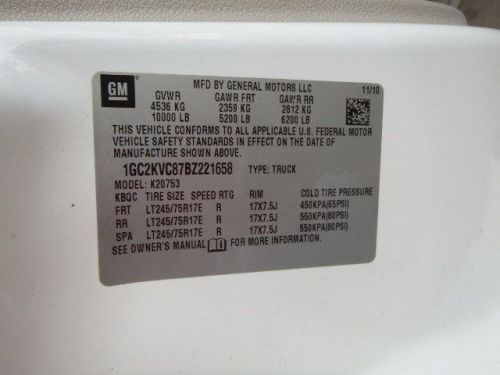 GM
MFD BY GENERAL MOTORS LLC 11/10
GVWR GAWR FRT GAWR RR
4536 KG 2359 KG 2812 KG
10000 LB 5200 LB 6200 LB
THIS VEHICLE CONFORMS TO ALL APPLICABLE U.S. FEDERAL MOTOR
VEHICLE SAFETY STANDARDS IN EFFECT ON THE DATE OF
MANUFACTURE SHOWN ABOVE.
1GC2KVC87BZ221658 TYPE: TRUCK
MODEL: K20753
KBQC TIRE SIZE SPEED RTG RIM COLD TIRE PRESSURE
FRT LT245/75R17E R 17X7.5J 450KPA(65PSI)
RR LT245/75R17E R 17X7.5J 550KPA(80PSI)
SPA LT245/75R17E R 17X7.5J 550KPA(80PSI)
SEE OWNER'S MANUAL FOR MORE INFORMATION.